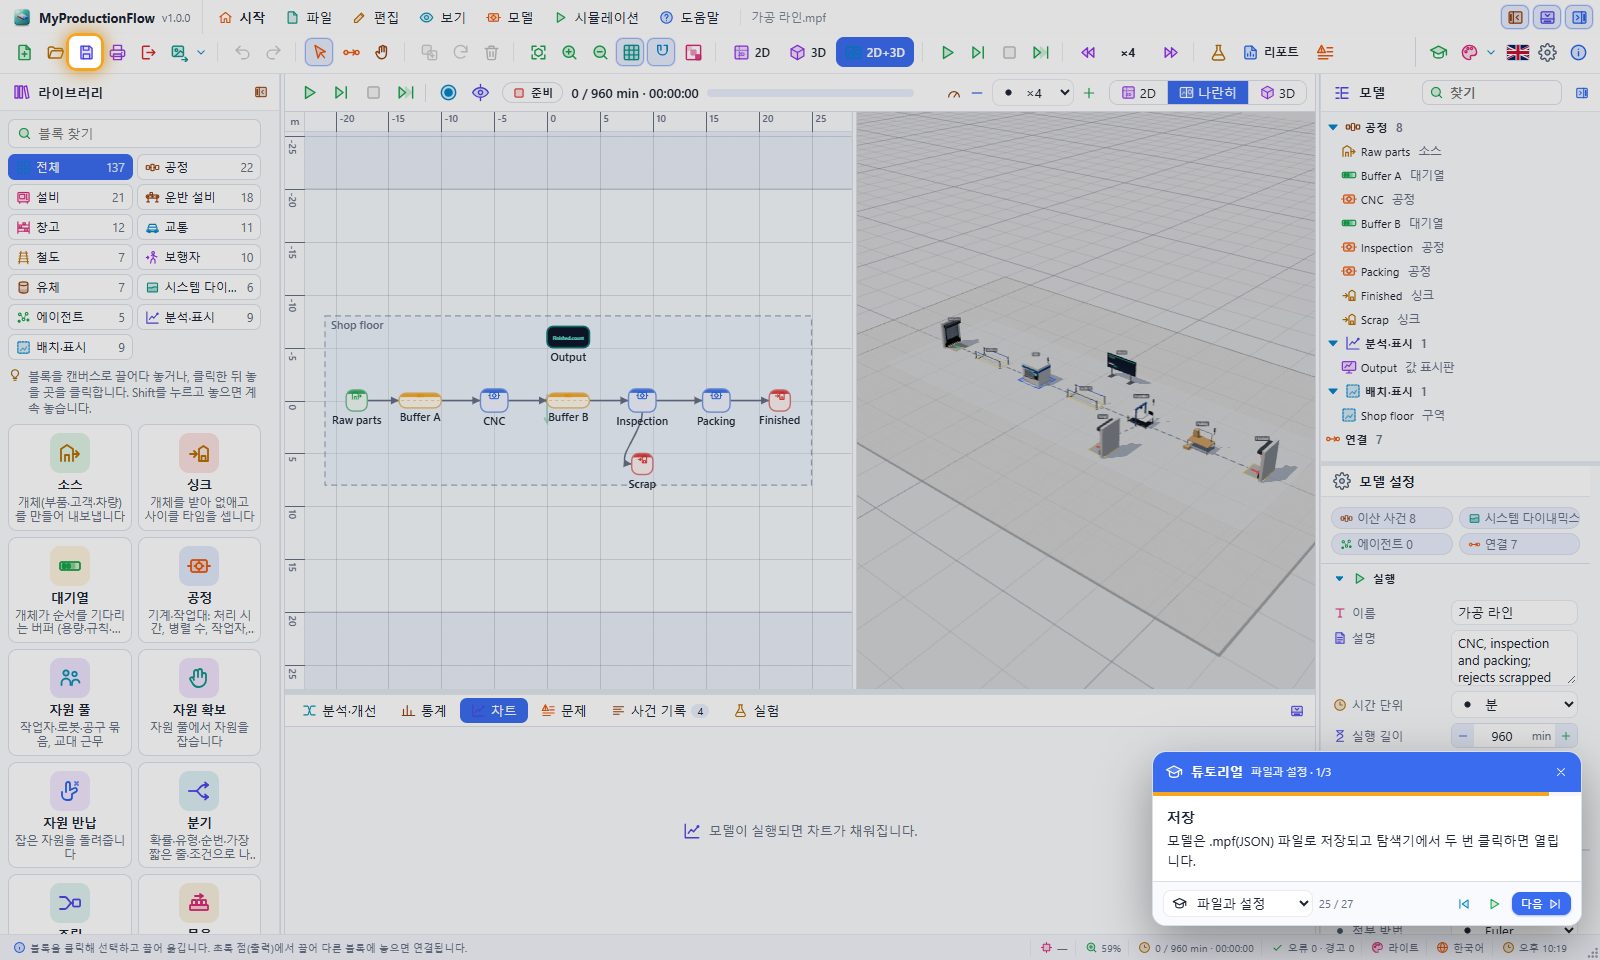 MyProductionFlow v1.0.0
시작 파일 편집 보기 모델 시뮬레이션 도움말 가공 라인.mpf
2D 3D 2D+3D ×4 리포트
라이브러리
블록 찾기
전체 137
공정 22
설비 21
운반 설비 18
창고 12
교통 11
철도 7
보행자 10
유체 7
시스템 다이... 6
에이전트 5
분석·표시 9
배치·표시 9
블록을 캔버스로 끌어다 놓거나, 클릭한 뒤 놓
을 곳을 클릭합니다. Shift를 누르고 놓으면 계
속 놓습니다.
소스
개체(부품·고객·차량)
를 만들어 내보냅니다
싱크
개체를 받아 없애고
사이클 타임을 셉니다
대기열
개체가 순서를 기다리
는 버퍼 (용량·규칙·...
공정
기계·작업대: 처리 시
간, 병렬 수, 작업자,..
자원 풀
작업자·로봇·공구 묶
음, 교대 근무
자원 확보
자원 풀에서 자원을
잡습니다
자원 반납
잡은 자원을 돌려줍니
다
분기
확률·유형·순번·가장
짧은 줄·조건으로 나..
준비 0 / 960 min · 00:00:00
×4 2D 나란히 3D
m -20 -15 -10 -5 0 5 10 15 20 25
-25
-20
-15
-10
-5
0
5
10
15
20
25
Shop floor
finished.count
Output
Raw parts
Buffer A
CNC
Buffer B
Inspection
Packing
Finished
Scrap
분석·개선 통계 차트 문제 사건 기록 4 실험
모델이 실행되면 차트가 채워집니다.
모델 찾기
공정 8
Raw parts 소스
Buffer A 대기열
CNC 공정
Buffer B 대기열
Inspection 공정
Packing 공정
Finished 싱크
Scrap 싱크
분석·표시 1
Output 값 표시판
배치·표시 1
Shop floor 구역
연결 7
모델 설정
이산 사건 8
시스템 다이내믹스
에이전트 0
연결 7
실행
이름 가공 라인
설명 CNC, inspection
and packing;
rejects scrapped
시간 단위 분
실행 길이 960 min
튜토리얼 파일과 설정 · 1/3
저장
모델은 .mpf(JSON) 파일로 저장되고 탐색기에서 두 번 클릭하면 열립
니다.
파일과 설정 25 / 27 다음
Euler
블록을 클릭해 선택하고 끌어 옮깁니다. 초록 점(출력)에서 끌어 다른 블록에 놓으면 연결됩니다.
— 59% 0 / 960 min · 00:00:00 오류 0 · 경고 0 라이트 한국어 오후 10:19